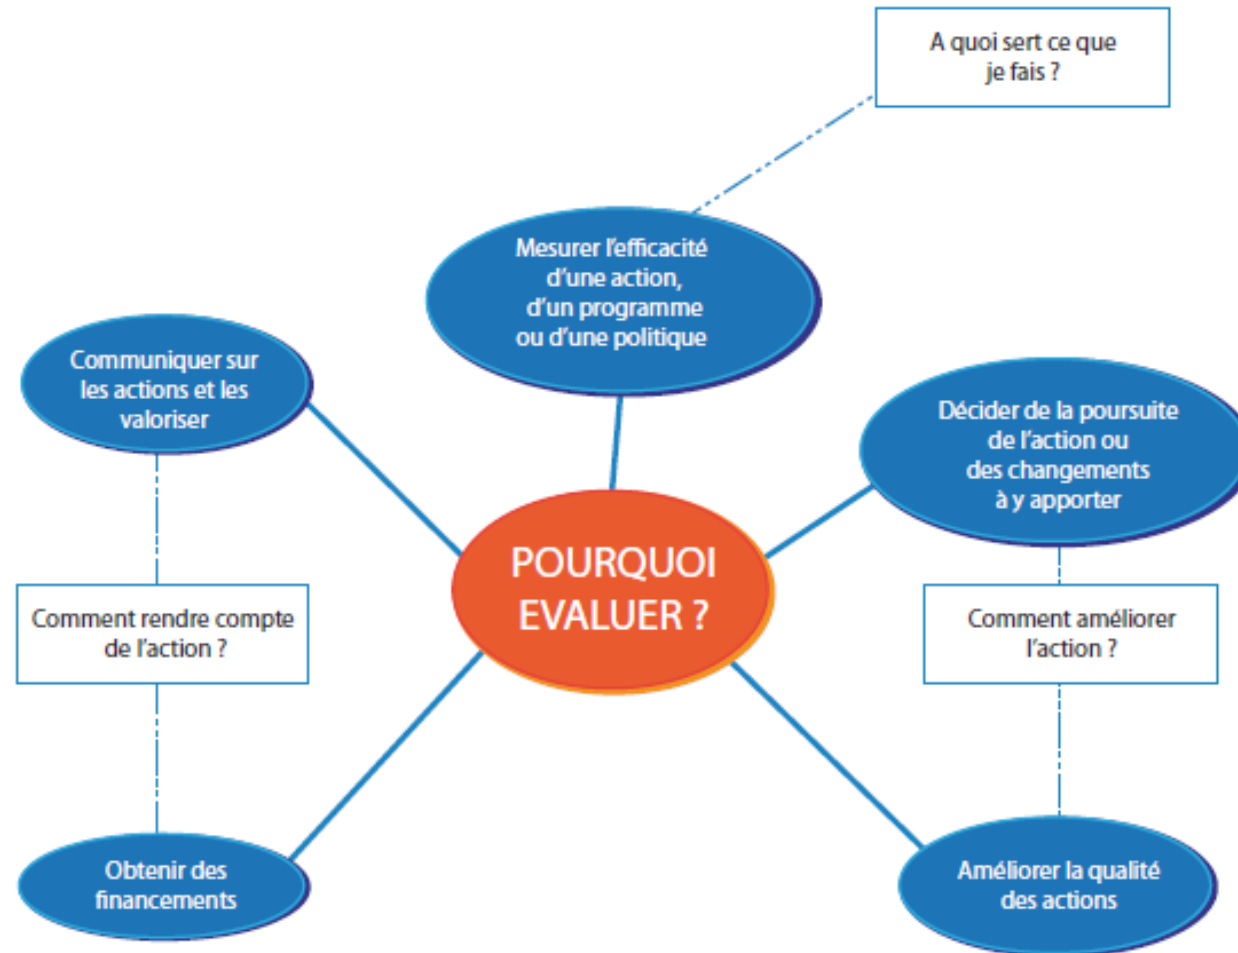 A quoi sert ce que
je fais ?
Mesurer l'efficacité
d'une action,
d'un programme
ou d'une politique
Communiquer sur
les actions et les
valoriser
Décider de la poursuite
de l'action ou
des changements
à y apporter
POURQUOI
EVALUER ?
Comment rendre compte
de l'action ?
Comment améliorer
l'action ?
Obtenir des
financements
Améliorer la qualité
des actions